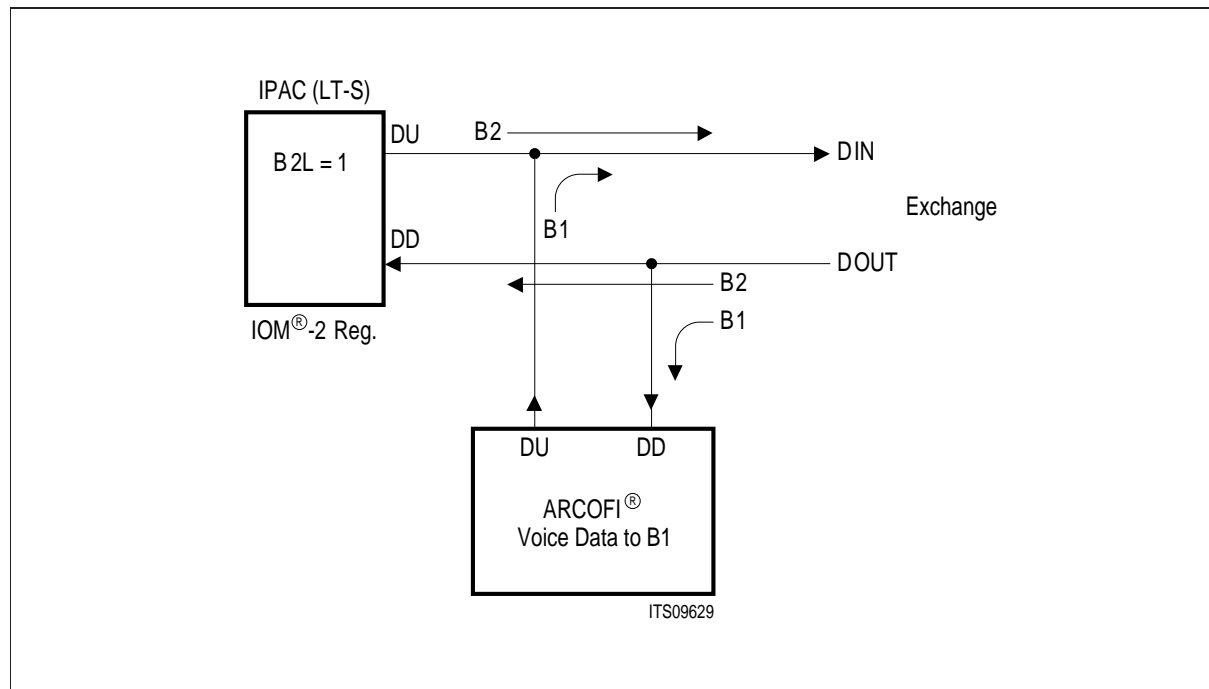 IPAC (LT-S)
DU
B2
DIN
B2L = 1
B1
Exchange
DD
DOUT
B2
B1
IOM®-2 Reg.
DU
DD
ARCOFI®
Voice Data to B1
ITS09629